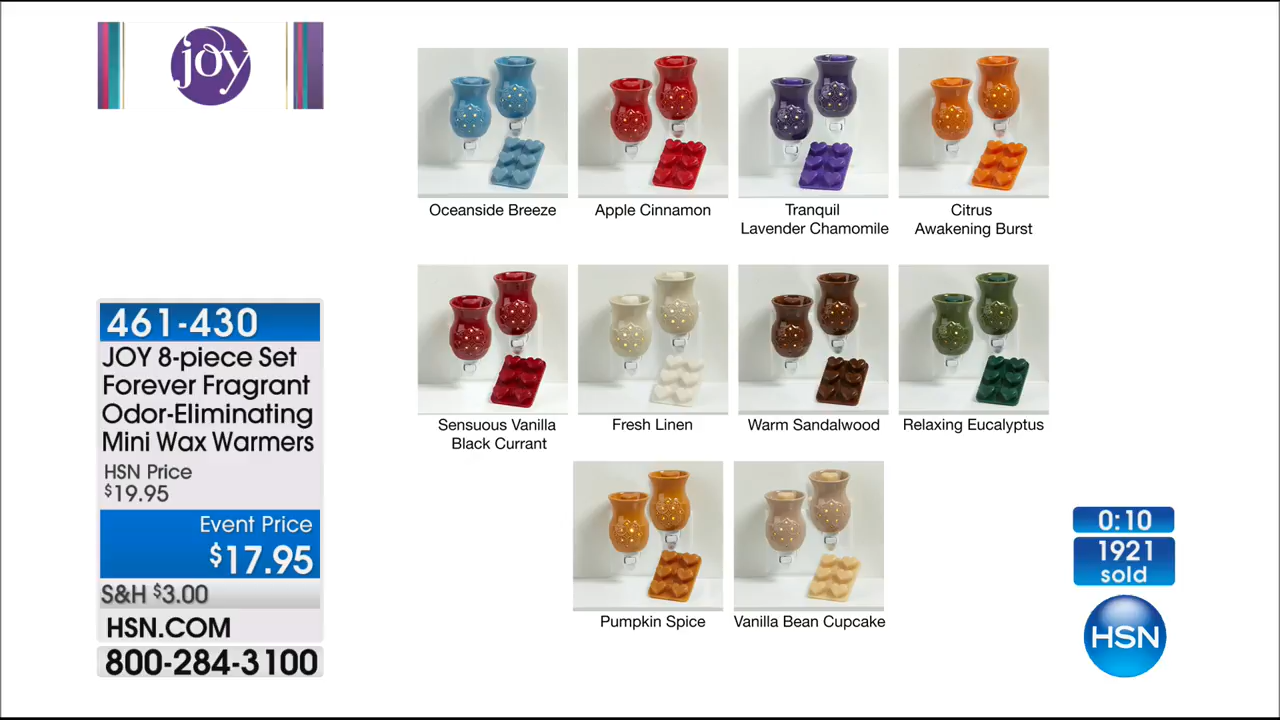 joy
Oceanside Breeze
Apple Cinnamon
Tranquil
Lavender Chamomile
Citrus
Awakening Burst
Sensuous Vanilla
Black Currant
Fresh Linen
Warm Sandalwood
Relaxing Eucalyptus
Pumpkin Spice
Vanilla Bean Cupcake
461-430
JOY 8-piece Set
Forever Fragrant
Odor-Eliminating
Mini Wax Warmers
HSN Price
$19.95
Event Price
$17.95
S&H $3.00
HSN.COM
800-284-3100
0:10
1921
sold
HSN